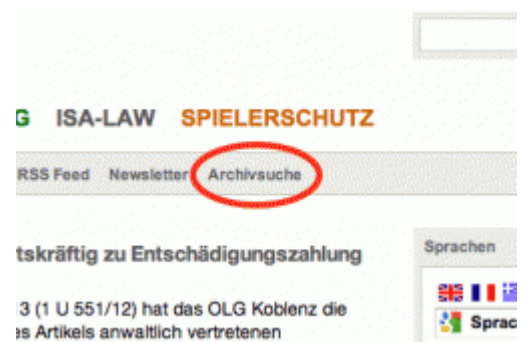 G ISA-LAW SPIELERSCHUTZ
RSS Feed Newsletter Archivsuche
tskräftig zu Entschädigungszahlung
Sprachen
3 (1 U 551/12) hat das OLG Koblenz die
es Artikels anwaltlich vertretenen
Sprac